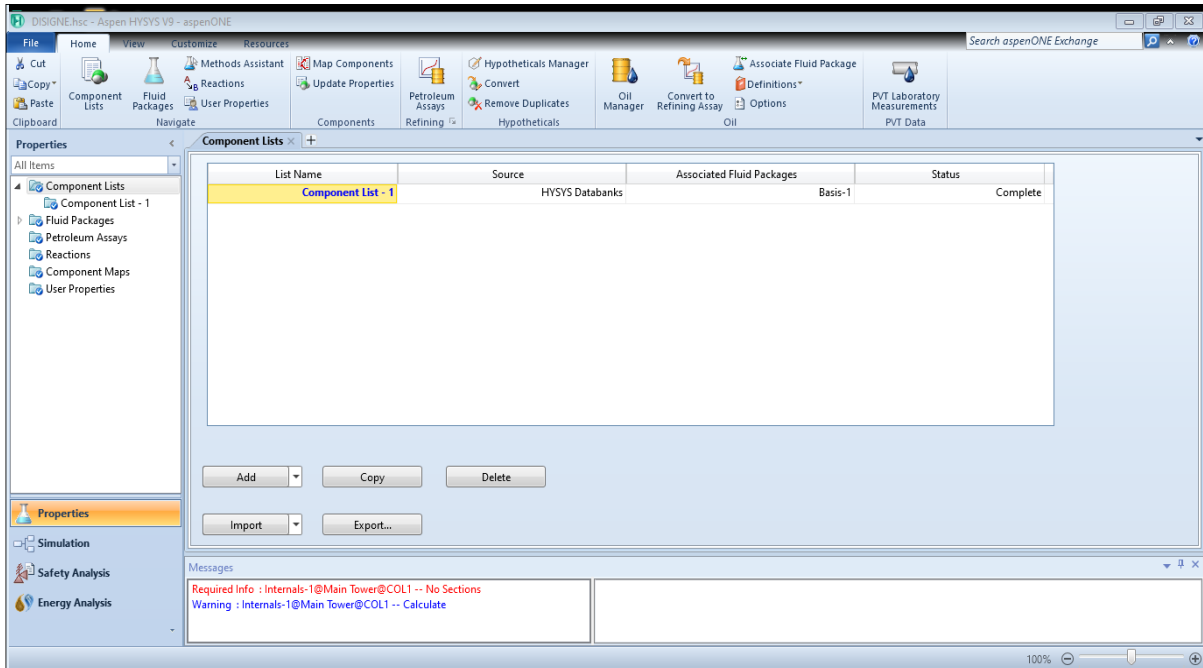 DISIGNE.hsc - Aspen HYSYS V9 - aspenONE
File Home View Customize Resources Search aspenONE Exchange
Cut
Copy
Paste
Clipboard
Component Lists
Fluid Packages
Methods Assistant
Reactions
User Properties
Navigate
Map Components
Update Properties
Components
Petroleum Assays
Refining
Hypotheticals Manager
Convert
Remove Duplicates
Hypotheticals
Oil Manager
Convert to Refining Assay
Associate Fluid Package
Definitions
Options
Oil
PVT Laboratory Measurements
PVT Data
Properties
All Items
Component Lists
Component List - 1
Fluid Packages
Petroleum Assays
Reactions
Component Maps
User Properties
Properties
Simulation
Safety Analysis
Energy Analysis
Component Lists
List Name Source Associated Fluid Packages Status
Component List - 1 HYSYS Databanks Basis-1 Complete
Add Copy Delete
Import Export...
Messages
Required Info : Internals-1@Main Tower@COL1 -- No Sections
Warning : Internals-1@Main Tower@COL1 -- Calculate
100%